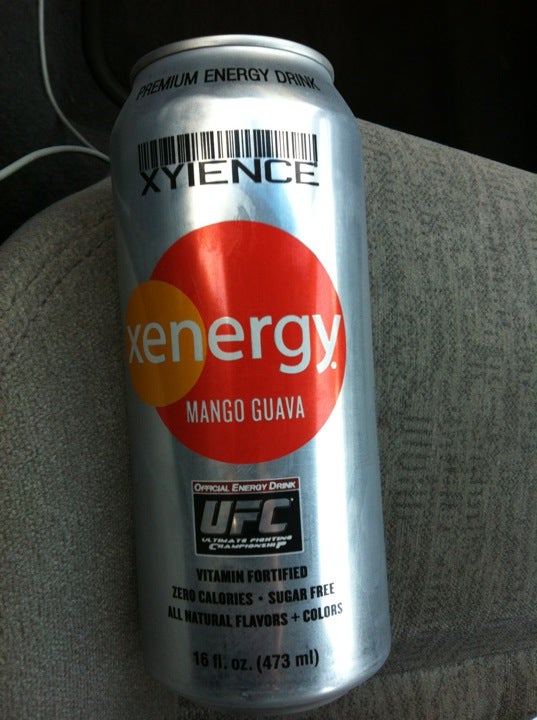 PREMIUM ENERGY DRINK
XYIENCE
xenergy.
MANGO GUAVA
OFFICIAL ENERGY DRINK
UFC
ULTIMATE FIGHTING
CHAMPIONSHIP
VITAMIN FORTIFIED
ZERO CALORIES • SUGAR FREE
ALL NATURAL FLAVORS + COLORS
16 fl. oz. (473 ml)